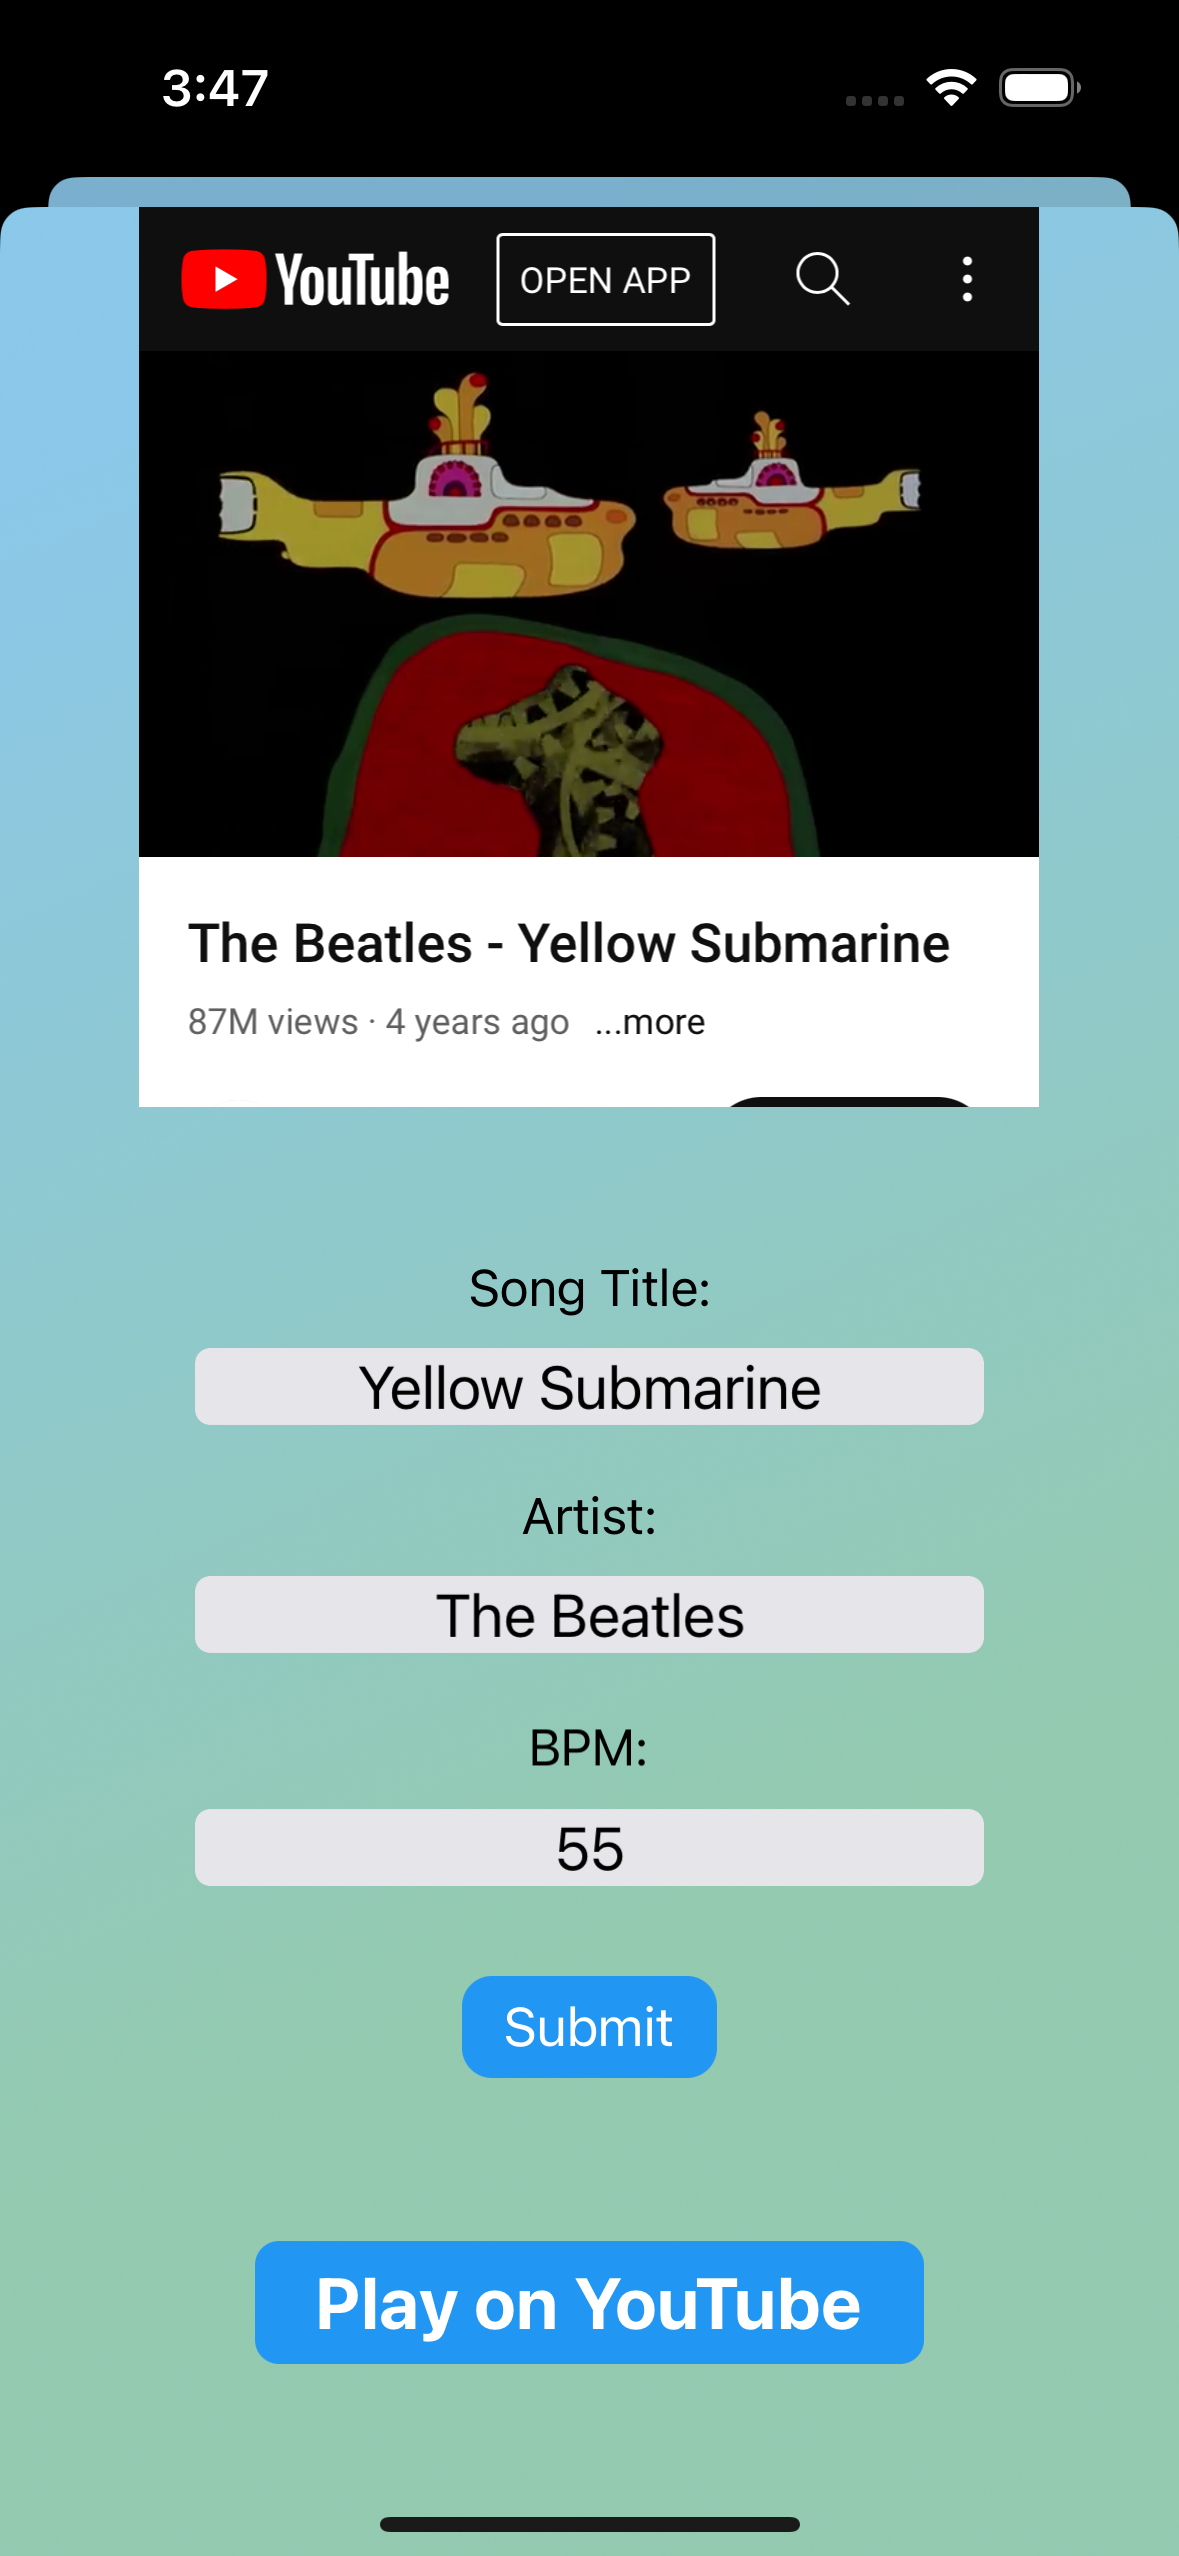 3:47
YouTube OPEN APP
The Beatles - Yellow Submarine
87M views · 4 years ago ...more
Song Title:
Yellow Submarine
Artist:
The Beatles
BPM:
55
Submit
Play on YouTube